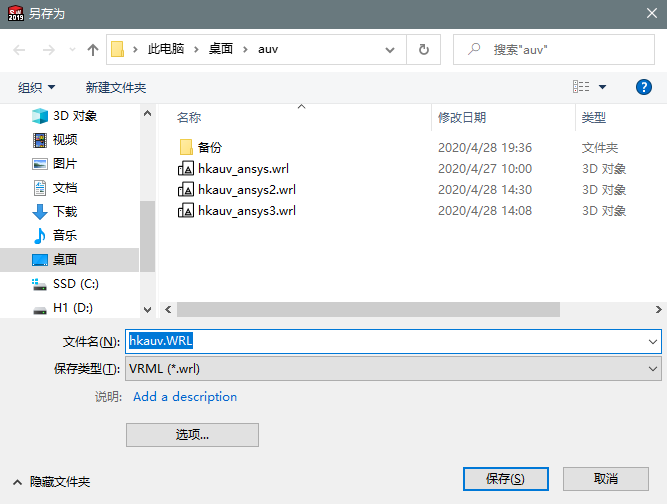 SW 2019 另存为
此电脑 桌面 auv 搜索"auv"
组织 新建文件夹
名称 修改日期 类型
3D 对象
视频
图片
文档
下载
音乐
桌面
SSD (C:)
H1 (D:)
备份 2020/4/28 19:36 文件夹
hkauv_ansys.wrl 2020/4/27 10:00 3D 对象
hkauv_ansys2.wrl 2020/4/28 14:30 3D 对象
hkauv_ansys3.wrl 2020/4/28 14:08 3D 对象
文件名(N): hkauv.WRL
保存类型(T): VRML (*.wrl)
说明: Add a description
选项...
隐藏文件夹 保存(S) 取消